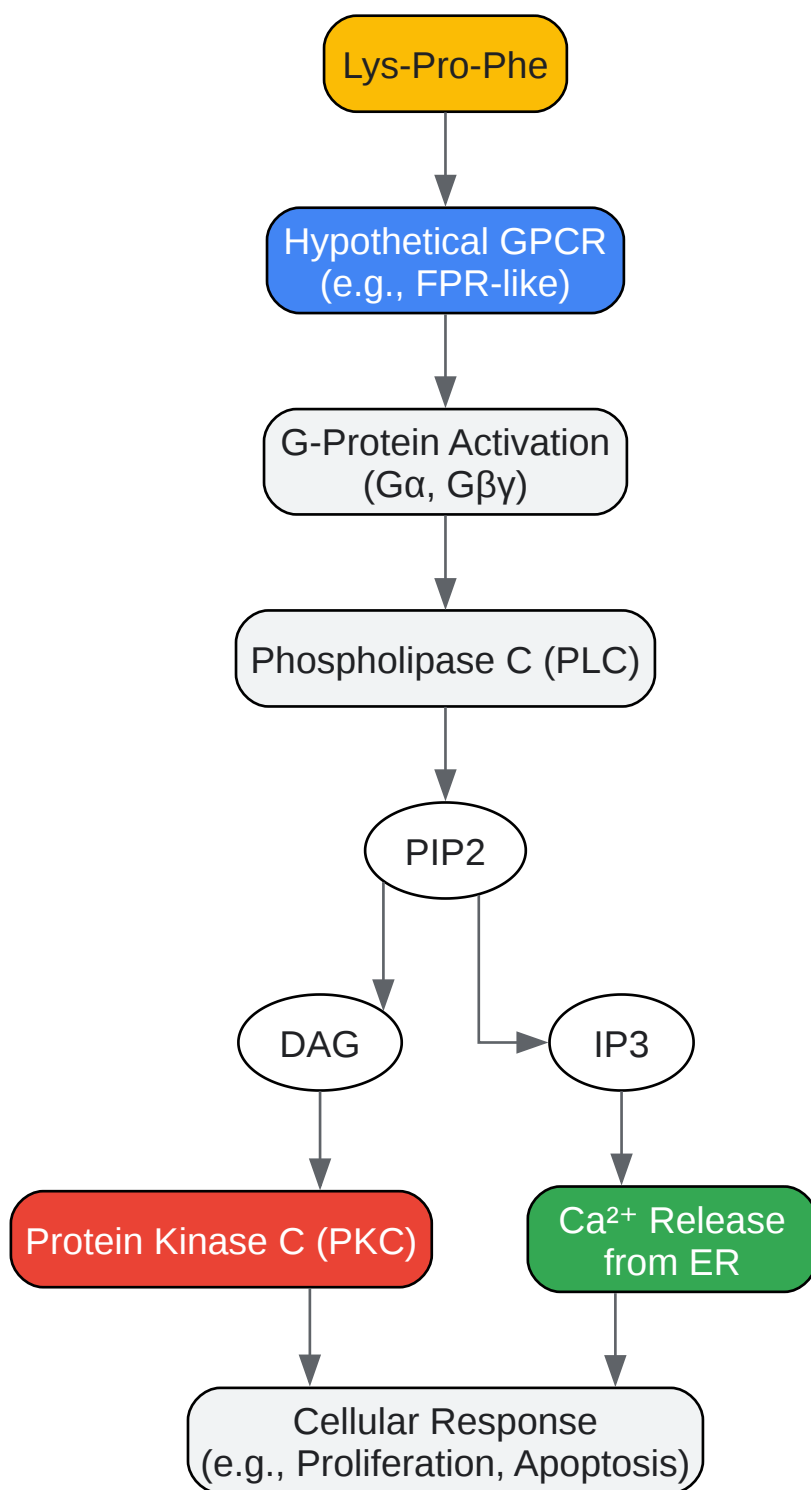 Lys-Pro-Phe
Hypothetical GPCR
(e.g., FPR-like)
G-Protein Activation
(Gα, Gβγ)
Phospholipase C (PLC)
PIP2
DAG
IP3
Protein Kinase C (PKC)
Ca²⁺ Release
from ER
Cellular Response
(e.g., Proliferation, Apoptosis)